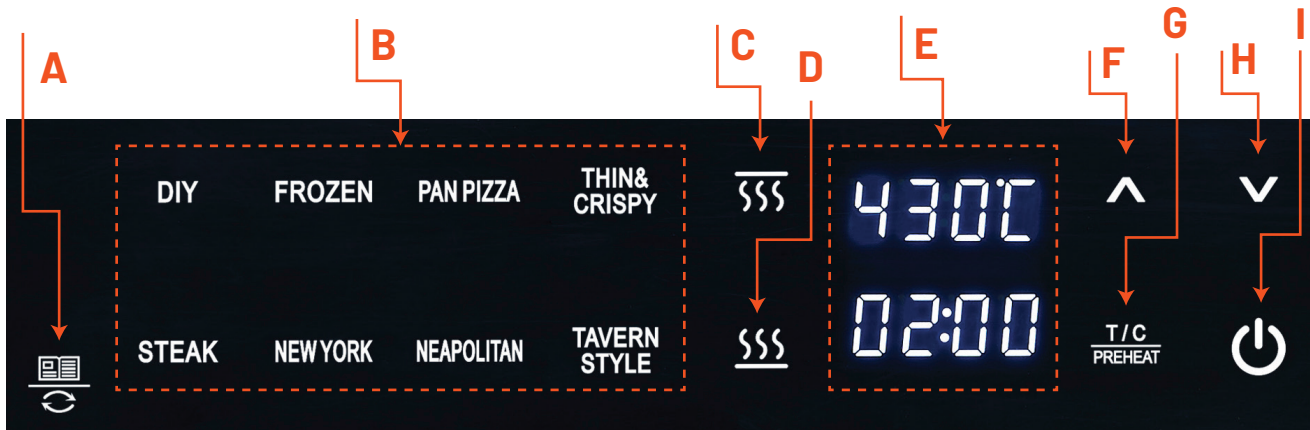 A
B
C
D
E
F
G
H
I
DIY
FROZEN
PAN PIZZA
THIN&
CRISPY
430°C
STEAK
NEW YORK
NEAPOLITAN
TAVERN
STYLE
02:00
T/C
PREHEAT